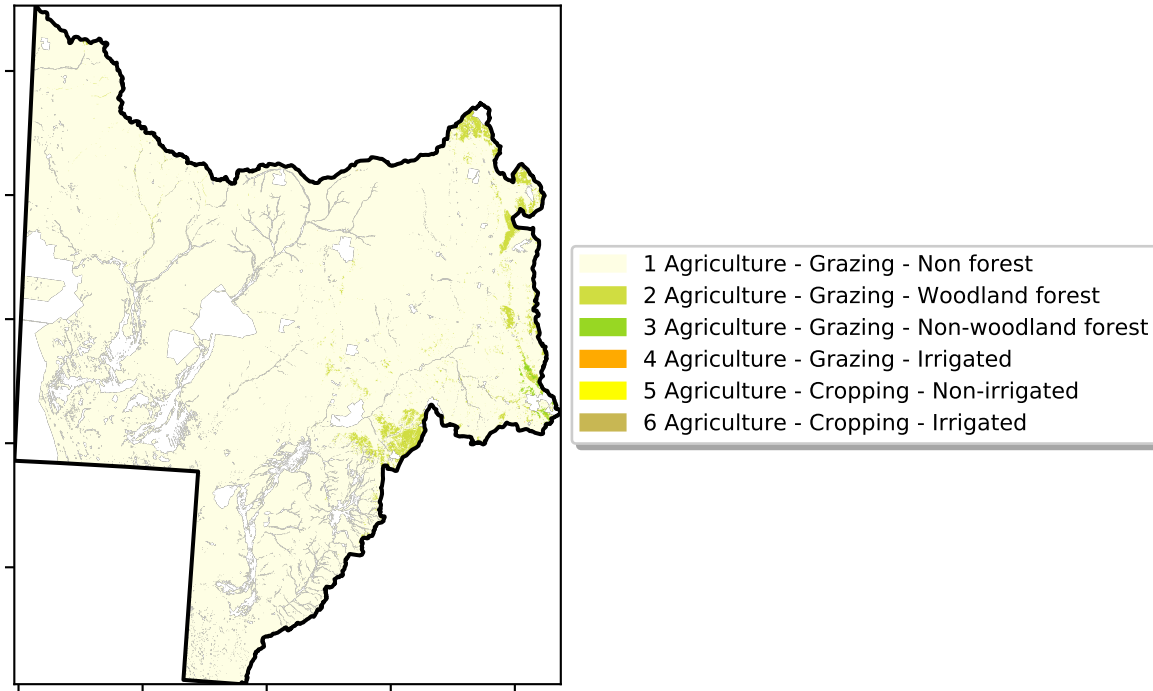 1 Agriculture - Grazing - Non forest
2 Agriculture - Grazing - Woodland forest
3 Agriculture - Grazing - Non-woodland forest
4 Agriculture - Grazing - Irrigated
5 Agriculture - Cropping - Non-irrigated
6 Agriculture - Cropping - Irrigated